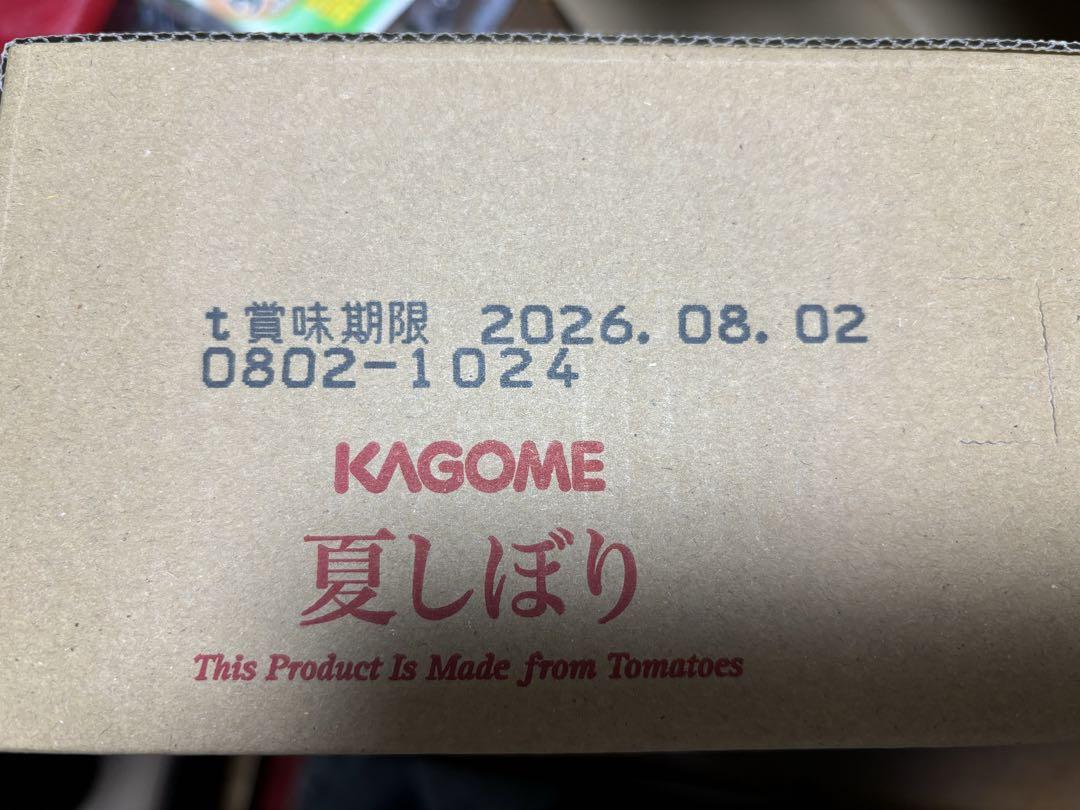 t賞味期限 2026.08.02
0802-1024
KAGOME
夏しぼり
This Product Is Made from Tomatoes